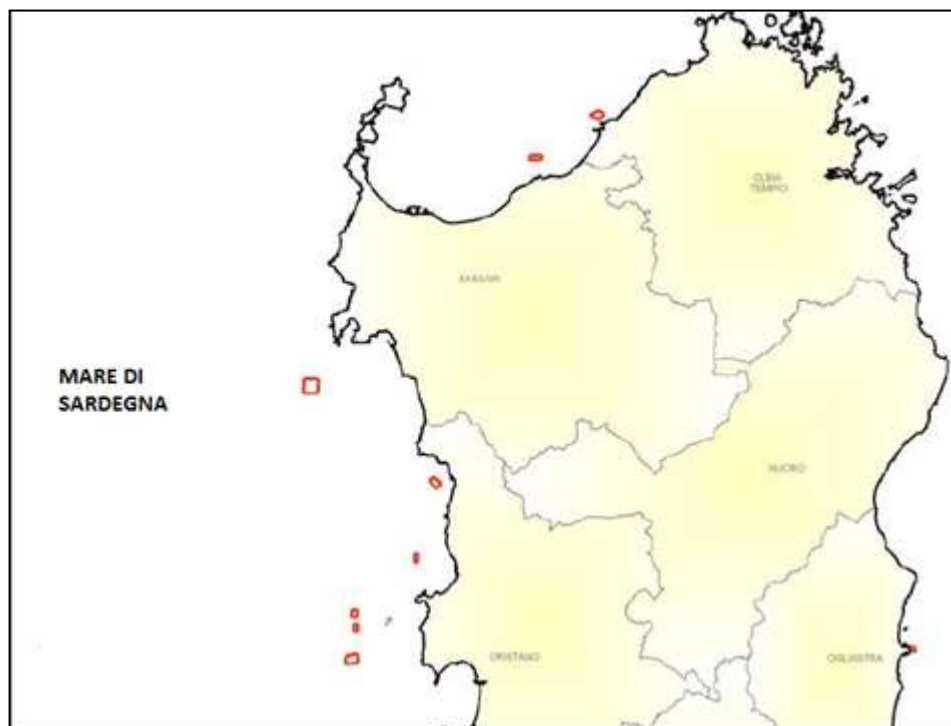 OLBIA
TEMPIO
SASSARI
MARE DI
SARDEGNA
NUORO
ORISTANO
OGLIASTRA